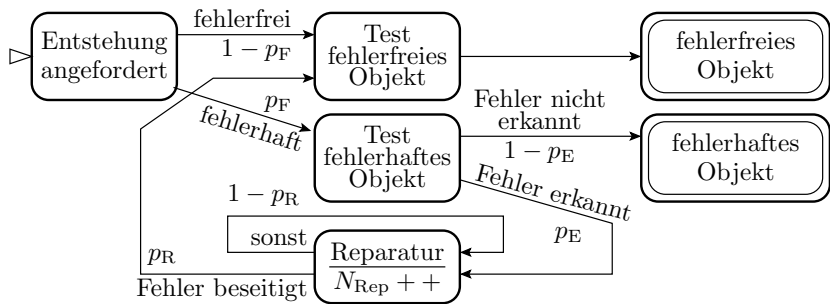 Entstehung
angefordert
fehlerfrei
1 − p_F
p_F
fehlerhaft
Test
fehlerfreies
Objekt
fehlerfreies
Objekt
Test
fehlerhaftes
Objekt
Fehler nicht
erkannt
1 − p_E
fehlerhaftes
Objekt
Fehler erkannt
p_E
1 − p_R
sonst
p_R
Fehler beseitigt
Reparatur
N_Rep + +